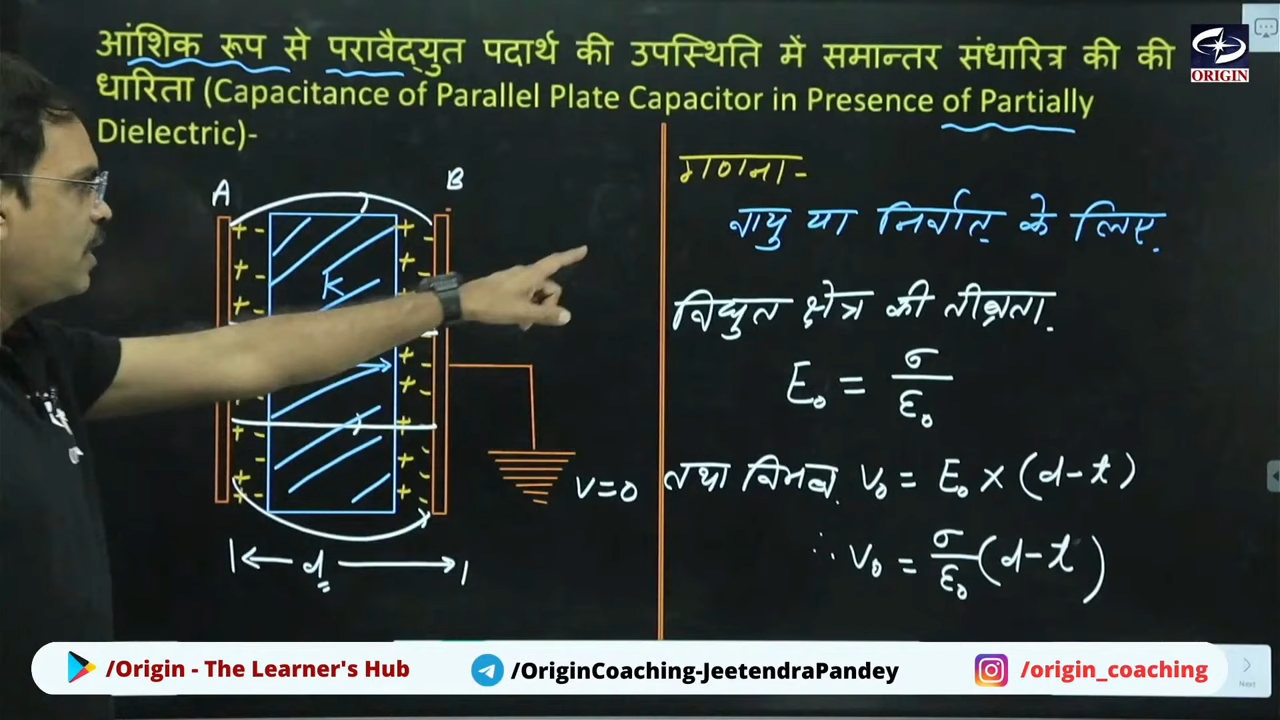 आंशिक रूप से परावैद्युत पदार्थ की उपस्थिति में समान्तर संधारित्र की की
धारिता (Capacitance of Parallel Plate Capacitor in Presence of Partially
Dielectric)-
ORIGIN
A
B
+ - + -
+ - + -
+ - + -
K
+ -
+ - + -
+ - + -
+ - + -
V=0
d
गणना-
वायु या निर्वात के लिए.
विद्युत क्षेत्र की तीव्रता.
E₀ = σ/ε₀
तथा विभव V₀ = E₀ × (d-t)
∴ V₀ = σ/ε₀ (d-t)
/Origin - The Learner's Hub
/OriginCoaching-JeetendraPandey
/origin_coaching
Next